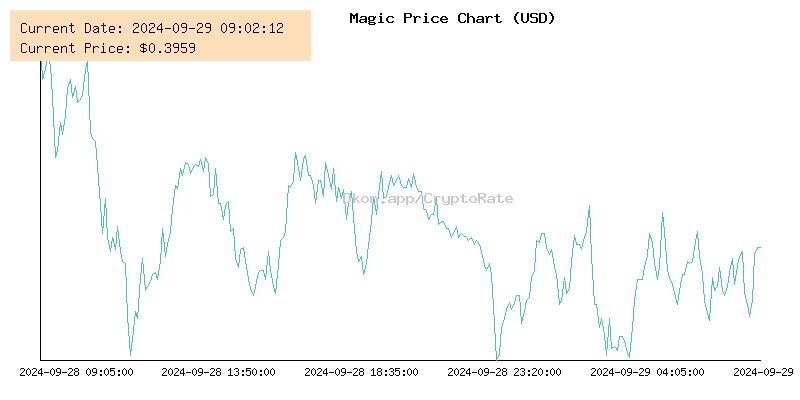 Magic Price Chart (USD)
Current Date: 2024-09-29 09:02:12
Current Price: $0.3959
Dkon.app/CryptoRate
2024-09-28 09:05:00 2024-09-28 13:50:00 2024-09-28 18:35:00 2024-09-28 23:20:00 2024-09-29 04:05:00 2024-09-29